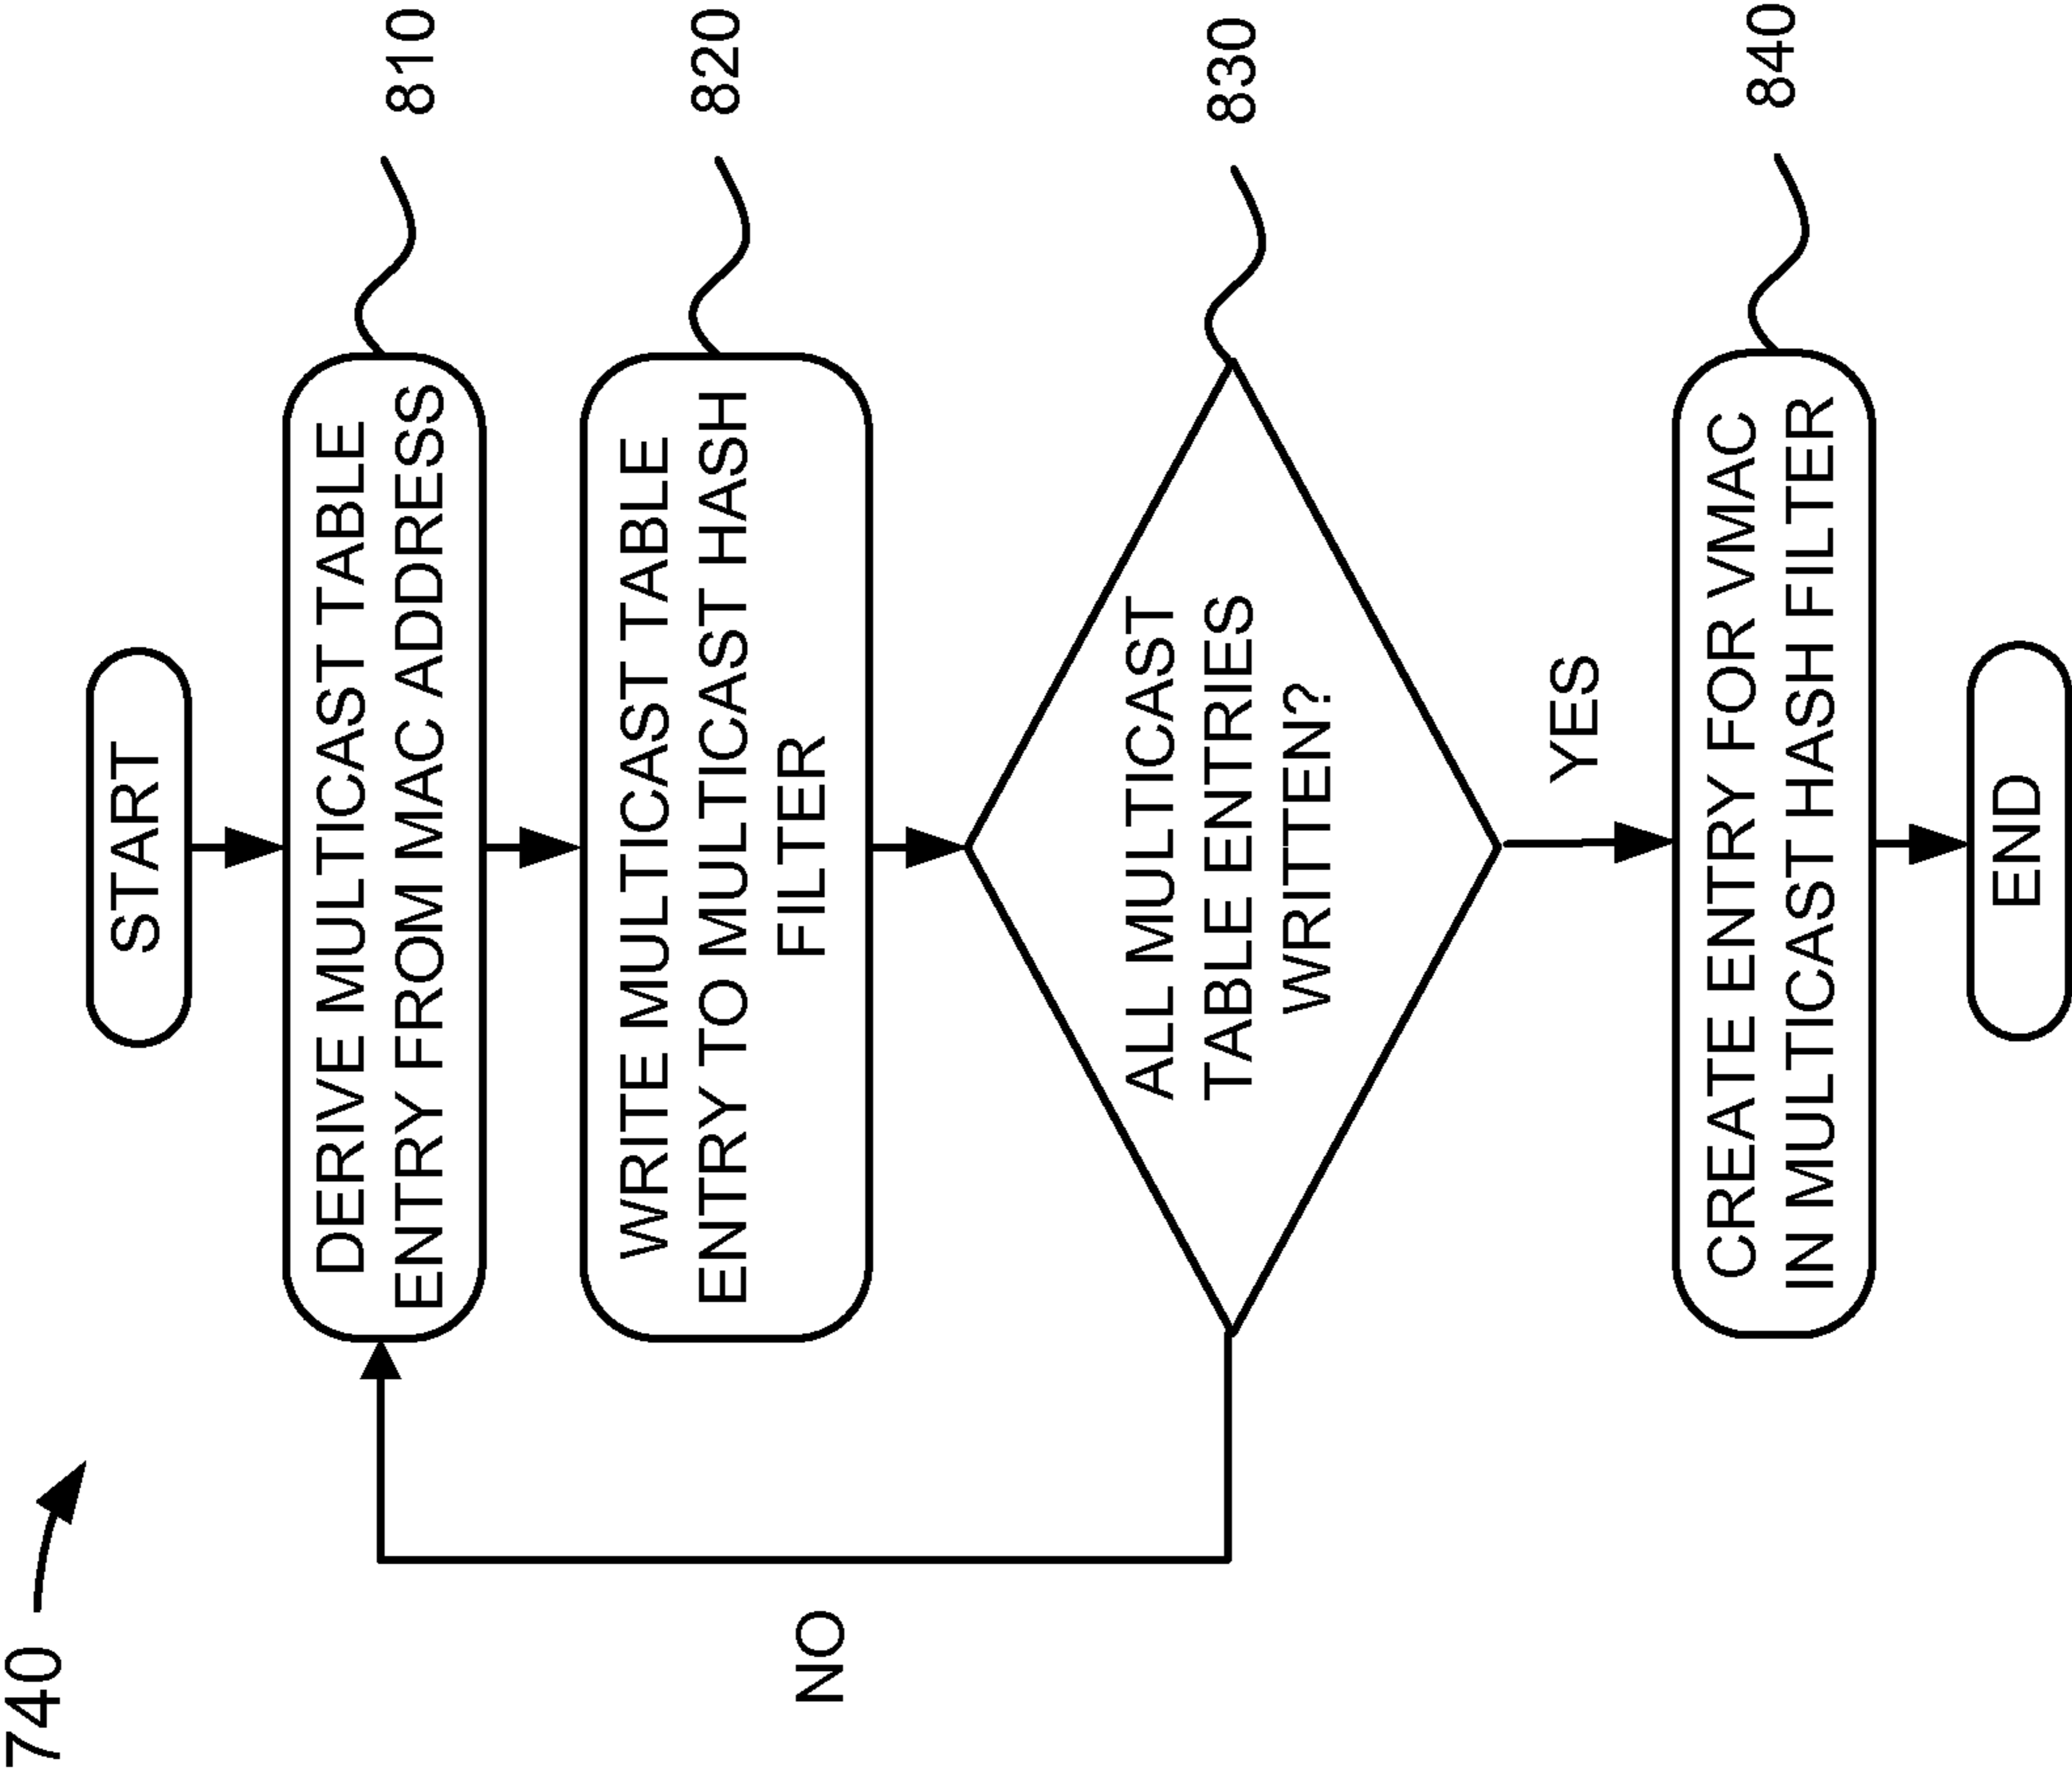 740
START
DERIVE MULTICAST TABLE
ENTRY FROM MAC ADDRESS
810
WRITE MULTICAST TABLE
ENTRY TO MULTICAST HASH
FILTER
820
NO
ALL MULTICAST
TABLE ENTRIES
WRITTEN?
830
YES
CREATE ENTRY FOR VMAC
IN MULTICAST HASH FILTER
840
END